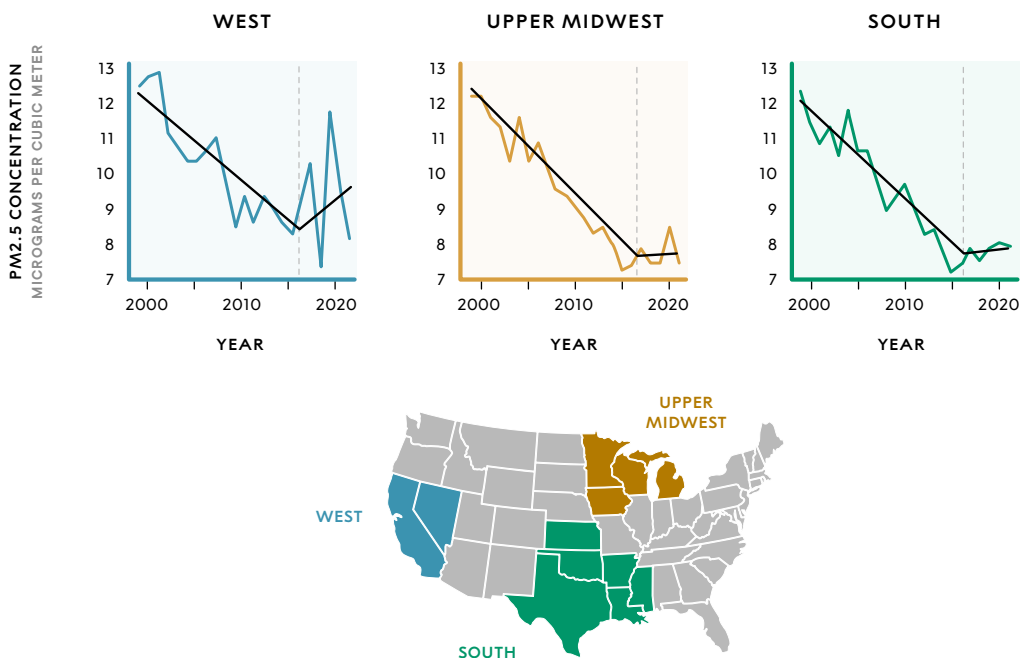 WEST
UPPER MIDWEST
SOUTH
PM2.5 CONCENTRATION
MICROGRAMS PER CUBIC METER
13
12
11
10
9
8
7
2000 2010 2020
YEAR
13
12
11
10
9
8
7
2000 2010 2020
YEAR
13
12
11
10
9
8
7
2000 2010 2020
YEAR
UPPER
MIDWEST
WEST
SOUTH